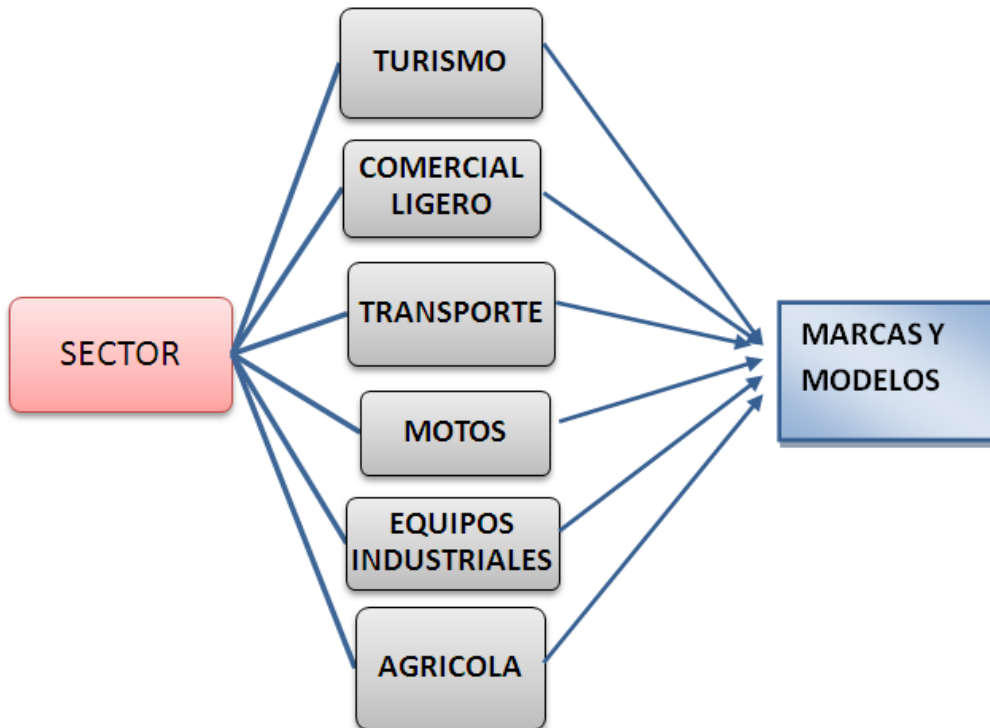 TURISMO
COMERCIAL
LIGERO
TRANSPORTE
SECTOR
MARCAS Y
MODELOS
MOTOS
EQUIPOS
INDUSTRIALES
AGRICOLA